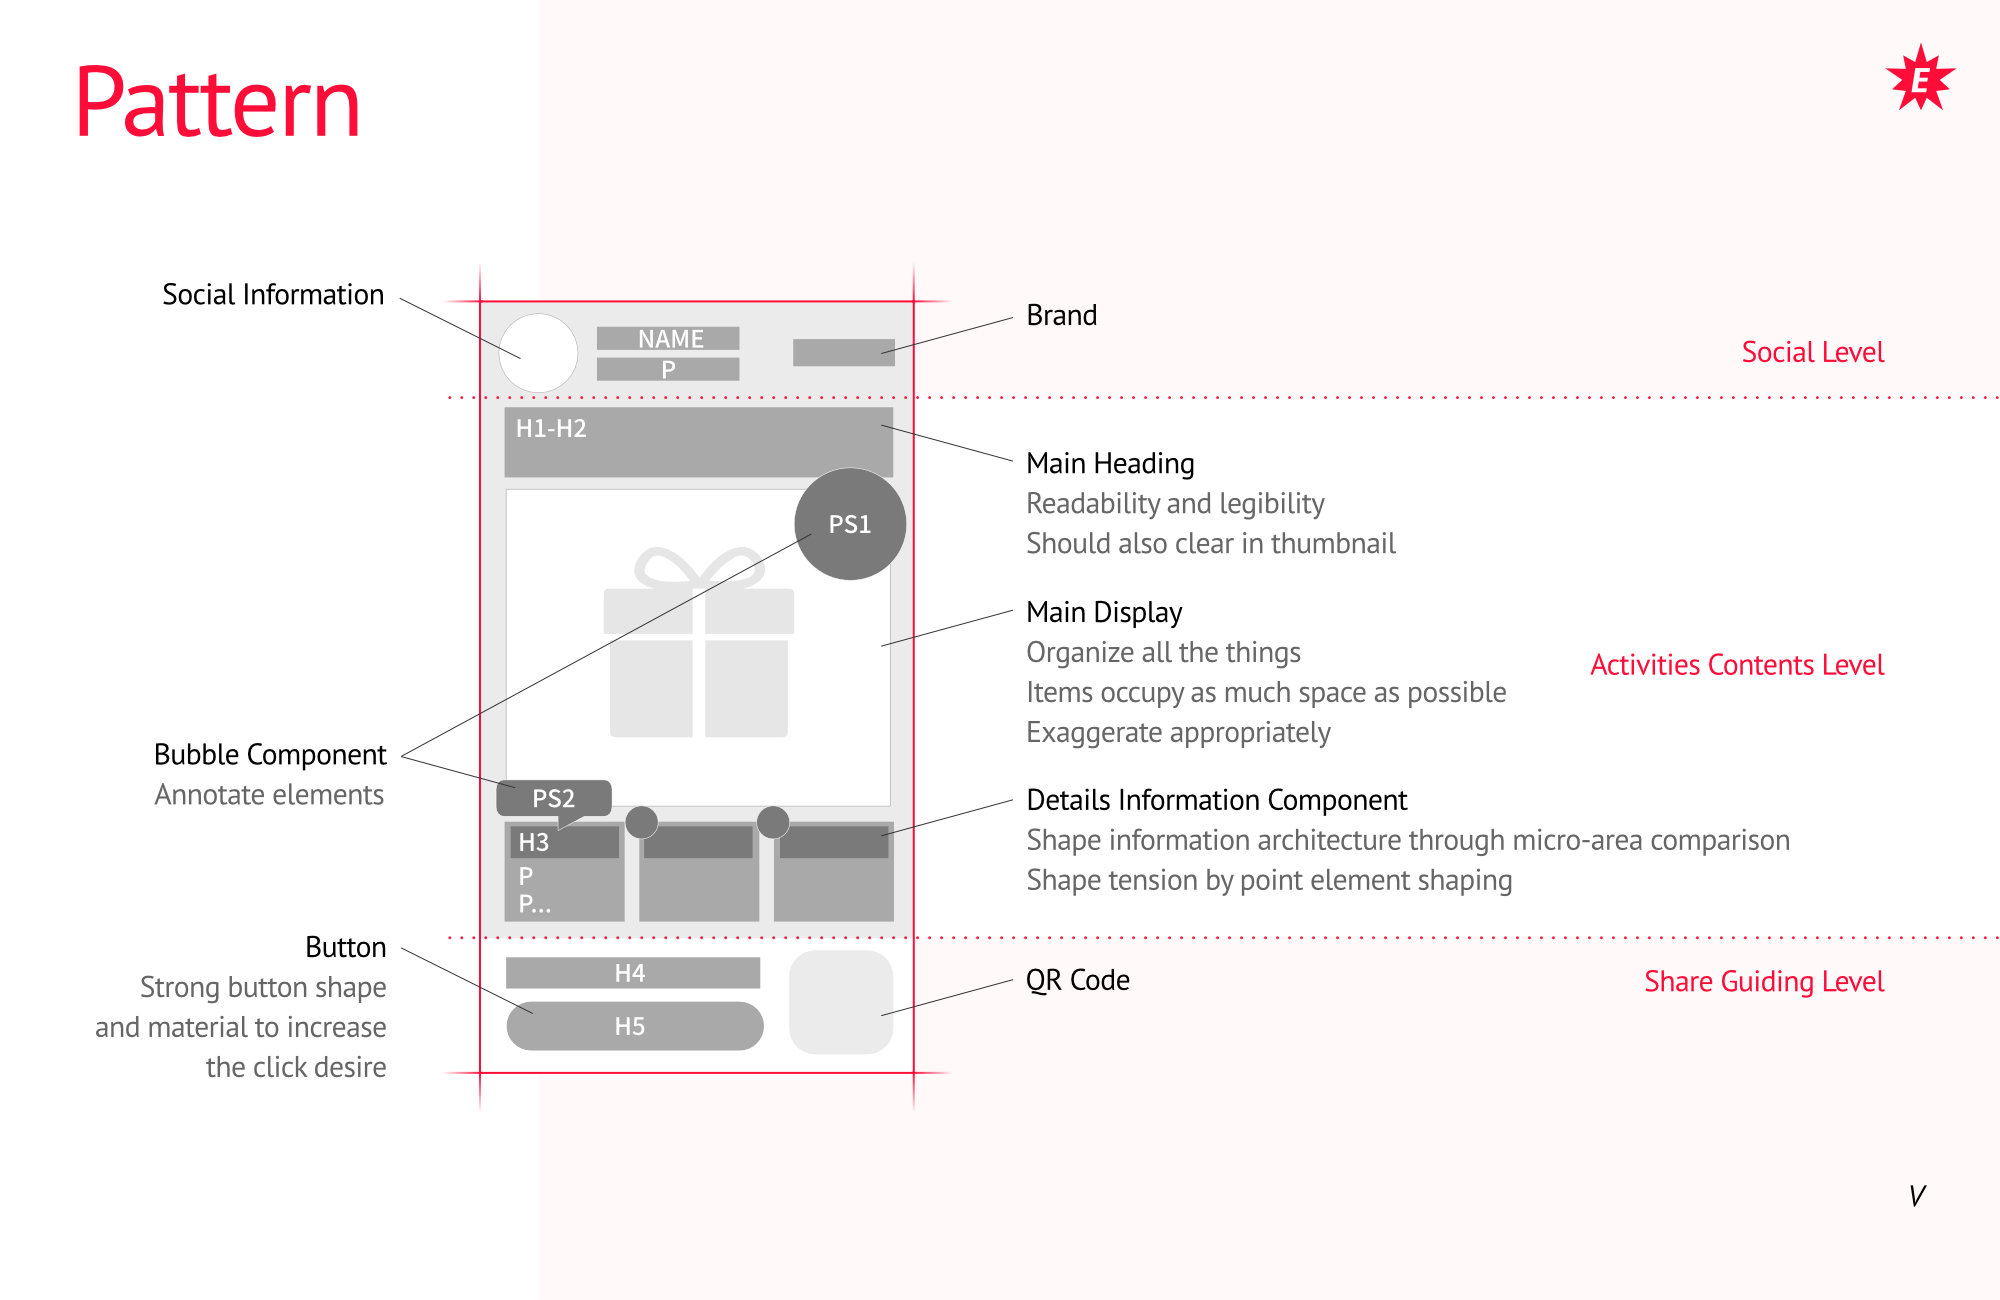 Pattern
E
Social Information
NAME
P
Brand
Social Level
H1-H2
Main Heading
Readability and legibility
Should also clear in thumbnail
PS1
Main Display
Organize all the things
Items occupy as much space as possible
Exaggerate appropriately
Activities Contents Level
Bubble Component
Annotate elements
PS2
H3
P
P...
Details Information Component
Shape information architecture through micro-area comparison
Shape tension by point element shaping
Button
Strong button shape
and material to increase
the click desire
H4
H5
QR Code
Share Guiding Level
V